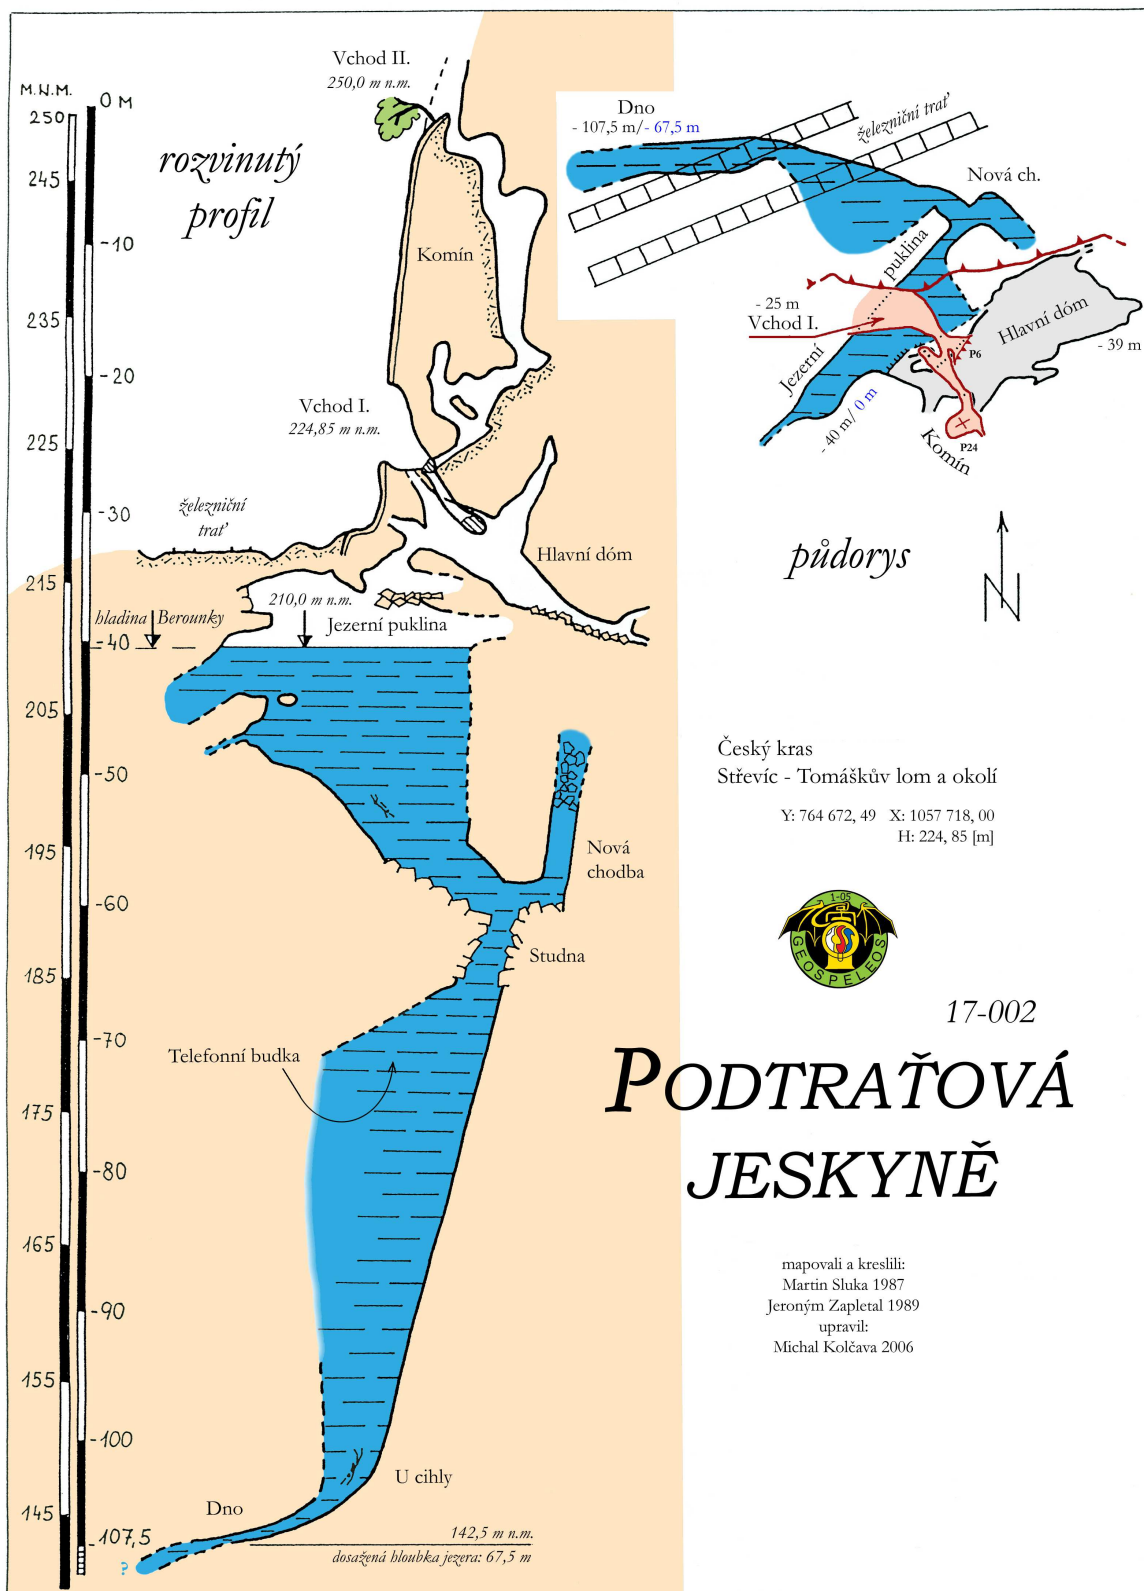 Vchod II.
250,0 m n.m.
M.N.M.
0 M
250
245
235
225
215
205
195
185
175
165
155
145
-10
-20
-30
-40
-50
-60
-70
-80
-90
-100
-107,5
rozvinutý
profil
Komín
Vchod I.
224,85 m n.m.
železniční
trať
Hlavní dóm
hladina Berounky
210,0 m n.m.
Jezerní puklina
Nová
chodba
Studna
Telefonní budka
U cihly
Dno
142,5 m n.m.
dosažená hloubka jezera: 67,5 m
?
Dno
- 107,5 m/- 67,5 m
železniční trať
Nová ch.
puklina
- 25 m
Vchod I.
Hlavní dóm
- 39 m
Jezerní
P6
- 40 m/ 0 m
Komín
P24
půdorys
N
Český kras
Střevíc - Tomáškův lom a okolí
Y: 764 672, 49 X: 1057 718, 00
H: 224, 85 [m]
1-05
GEOSPELEOS
17-002
PODTRAŤOVÁ
JESKYNĚ
mapovali a kreslili:
Martin Sluka 1987
Jeroným Zapletal 1989
upravil:
Michal Kolčava 2006